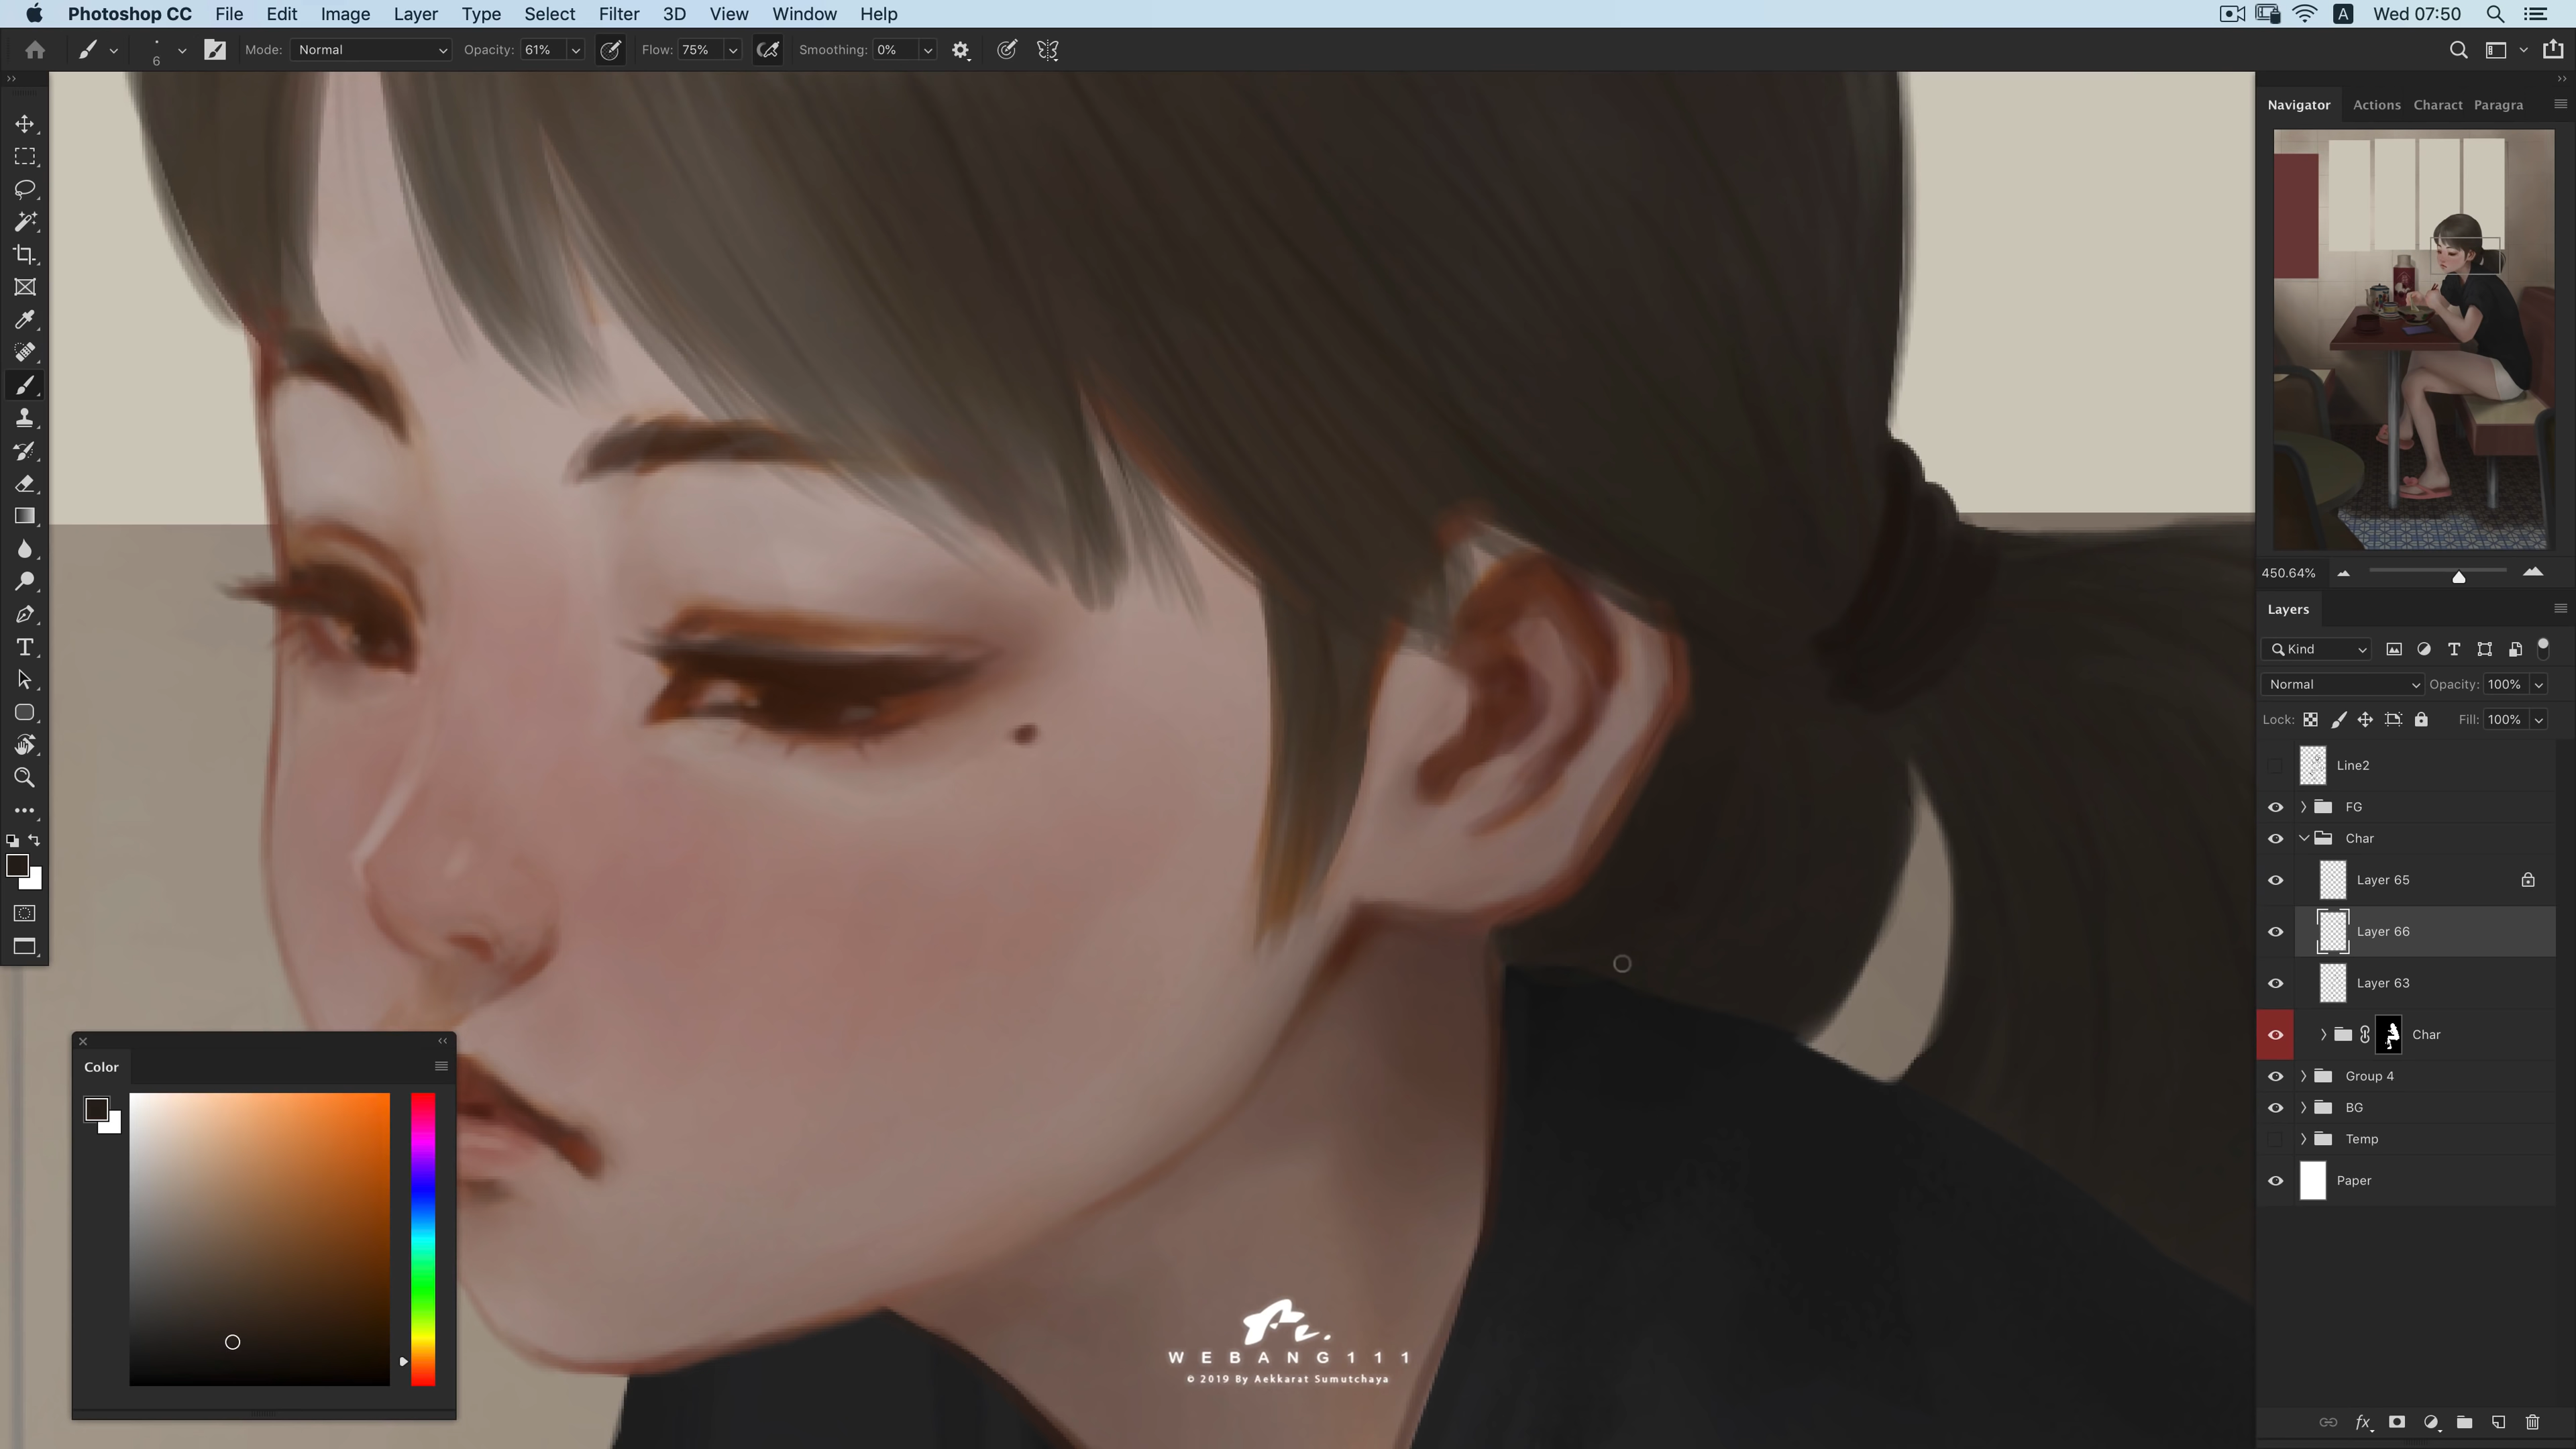 Photoshop CC File Edit Image Layer Type Select Filter 3D View Window Help A Wed 07:50
6 Mode: Normal Opacity: 61% Flow: 75% Smoothing: 0%
Navigator Actions Charact Paragra
450.64%
Layers
Kind
Normal Opacity: 100%
Lock: Fill: 100%
Line2
FG
Char
Layer 65
Layer 66
Layer 63
Char
Group 4
BG
Temp
Paper
fx
Color
WEBANG111
© 2019 By Aekkarat Sumutchaya